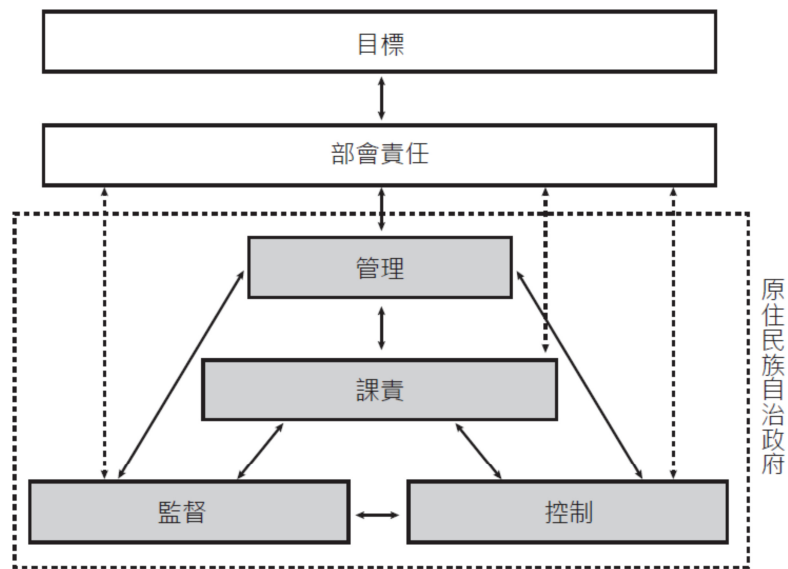 目標
部會責任
管理
課責
監督
控制
原住民族自治政府